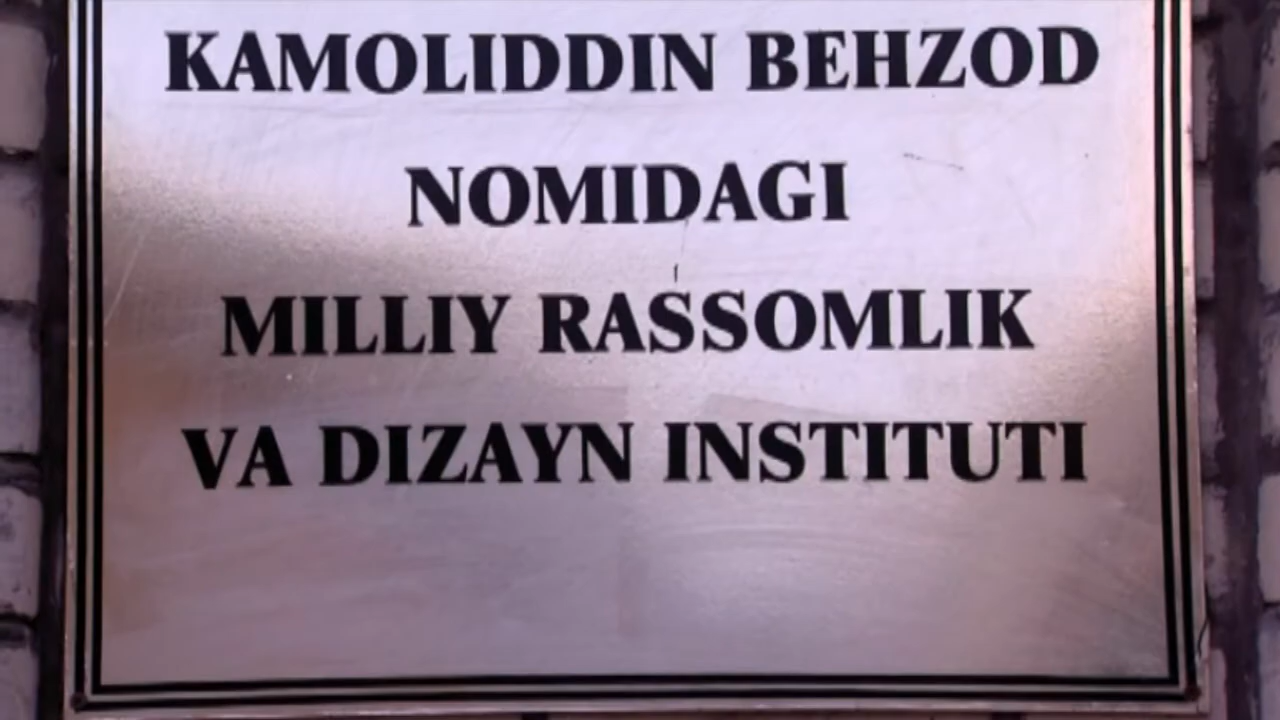 KAMOLIDDIN BEHZOD
NOMIDAGI
MILLIY RASSOMLIK
VA DIZAYN INSTITUTI